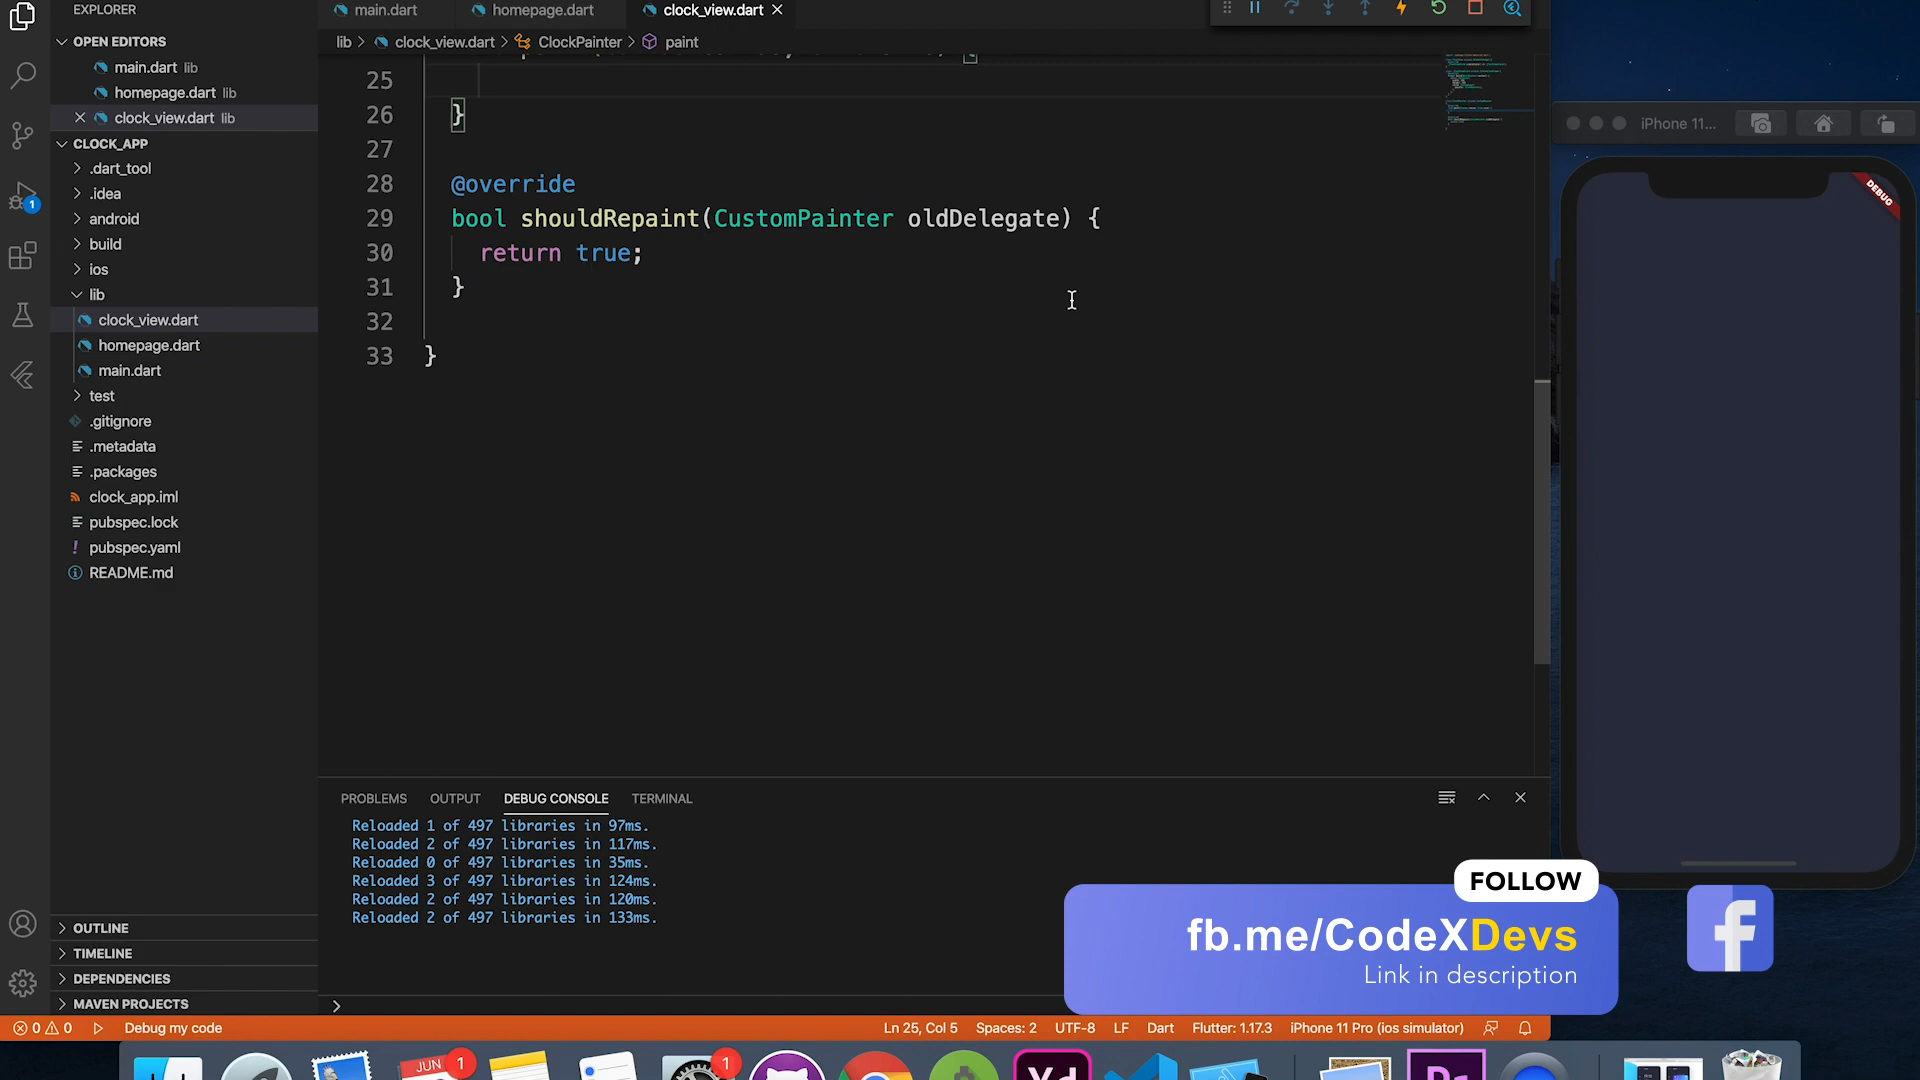 EXPLORER
OPEN EDITORS
main.dart lib
homepage.dart lib
clock_view.dart lib
CLOCK_APP
.dart_tool
.idea
android
build
ios
lib
clock_view.dart
homepage.dart
main.dart
test
.gitignore
.metadata
.packages
clock_app.iml
pubspec.lock
pubspec.yaml
README.md
OUTLINE
TIMELINE
DEPENDENCIES
MAVEN PROJECTS
main.dart
homepage.dart
clock_view.dart
lib > clock_view.dart > ClockPainter > paint
25
26 }
27
28 @override
29 bool shouldRepaint(CustomPainter oldDelegate) {
30 return true;
31 }
32
33 }
PROBLEMS OUTPUT DEBUG CONSOLE TERMINAL
Reloaded 1 of 497 libraries in 97ms.
Reloaded 2 of 497 libraries in 117ms.
Reloaded 0 of 497 libraries in 35ms.
Reloaded 3 of 497 libraries in 124ms.
Reloaded 2 of 497 libraries in 120ms.
Reloaded 2 of 497 libraries in 133ms.
iPhone 11...
DEBUG
FOLLOW
fb.me/CodeXDevs
Link in description
0 0 Debug my code
Ln 25, Col 5 Spaces: 2 UTF-8 LF Dart Flutter: 1.17.3 iPhone 11 Pro (ios simulator)
1
JUN 1
1
Xd